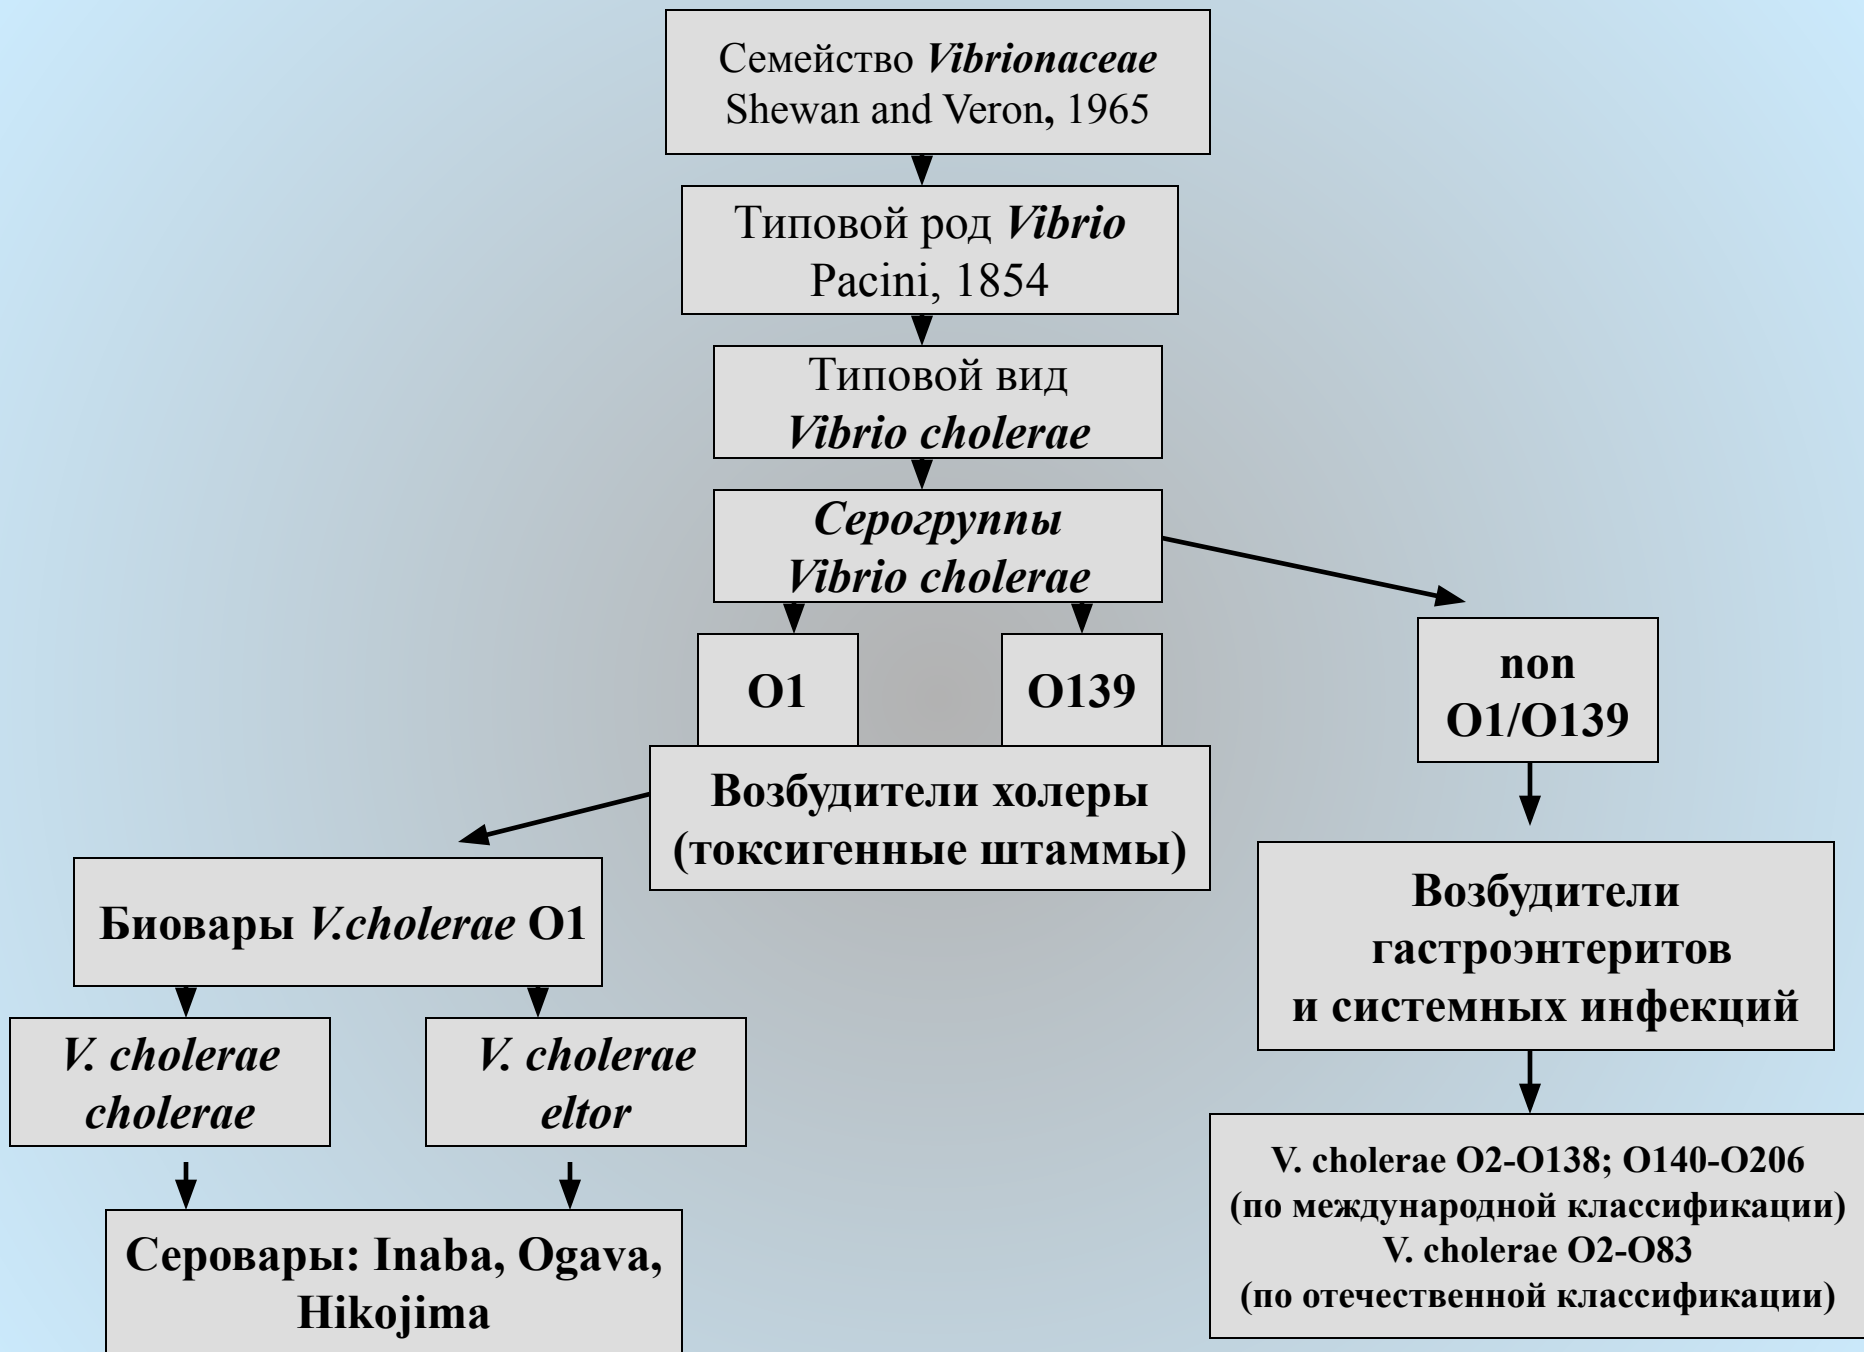 Семейство Vibrionaceae
Shewan and Veron, 1965
Типовой род Vibrio
Pacini, 1854
Типовой вид
Vibrio cholerae
Серогруппы
Vibrio cholerae
O1
O139
non
O1/O139
Возбудители холеры
(токсигенные штаммы)
Биовары V.cholerae O1
V. cholerae
cholerae
V. cholerae
eltor
Серовары: Inaba, Ogava,
Hikojima
Возбудители
гастроэнтеритов
и системных инфекций
V. cholerae O2-O138; O140-O206
(по международной классификации)
V. cholerae O2-O83
(по отечественной классификации)